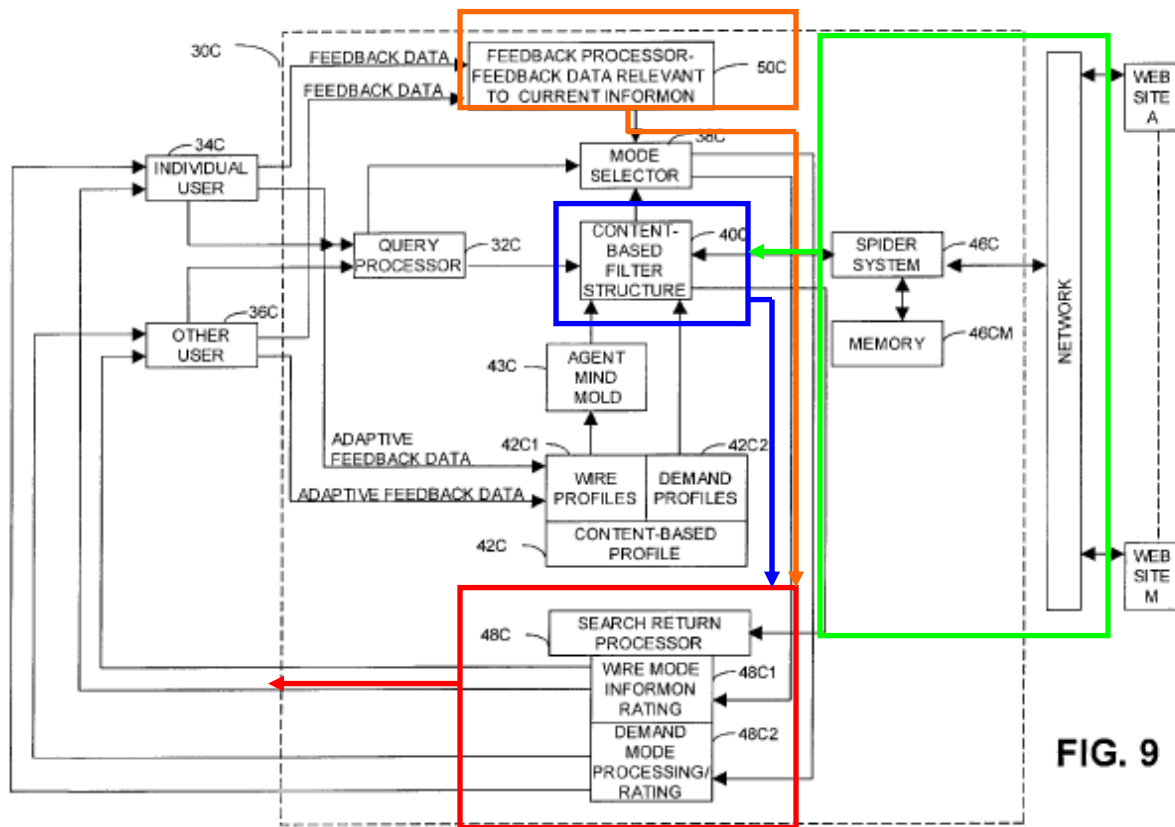 30C
FEEDBACK DATA
FEEDBACK DATA
FEEDBACK PROCESSOR-
FEEDBACK DATA RELEVANT
TO CURRENT INFORMON
50C
WEB
SITE
A
34C
INDIVIDUAL
USER
38C
MODE
SELECTOR
QUERY
PROCESSOR
32C
CONTENT-
BASED
FILTER
STRUCTURE
40C
SPIDER
SYSTEM
46C
36C
OTHER
USER
MEMORY
46CM
NETWORK
43C
AGENT
MIND
MOLD
ADAPTIVE
FEEDBACK DATA
ADAPTIVE FEEDBACK DATA
42C1
WIRE
PROFILES
42C2
DEMAND
PROFILES
42C
CONTENT-BASED
PROFILE
WEB
SITE
M
48C
SEARCH RETURN
PROCESSOR
WIRE MODE
INFORMON
RATING
48C1
DEMAND
MODE
PROCESSING/
RATING
48C2
FIG. 9